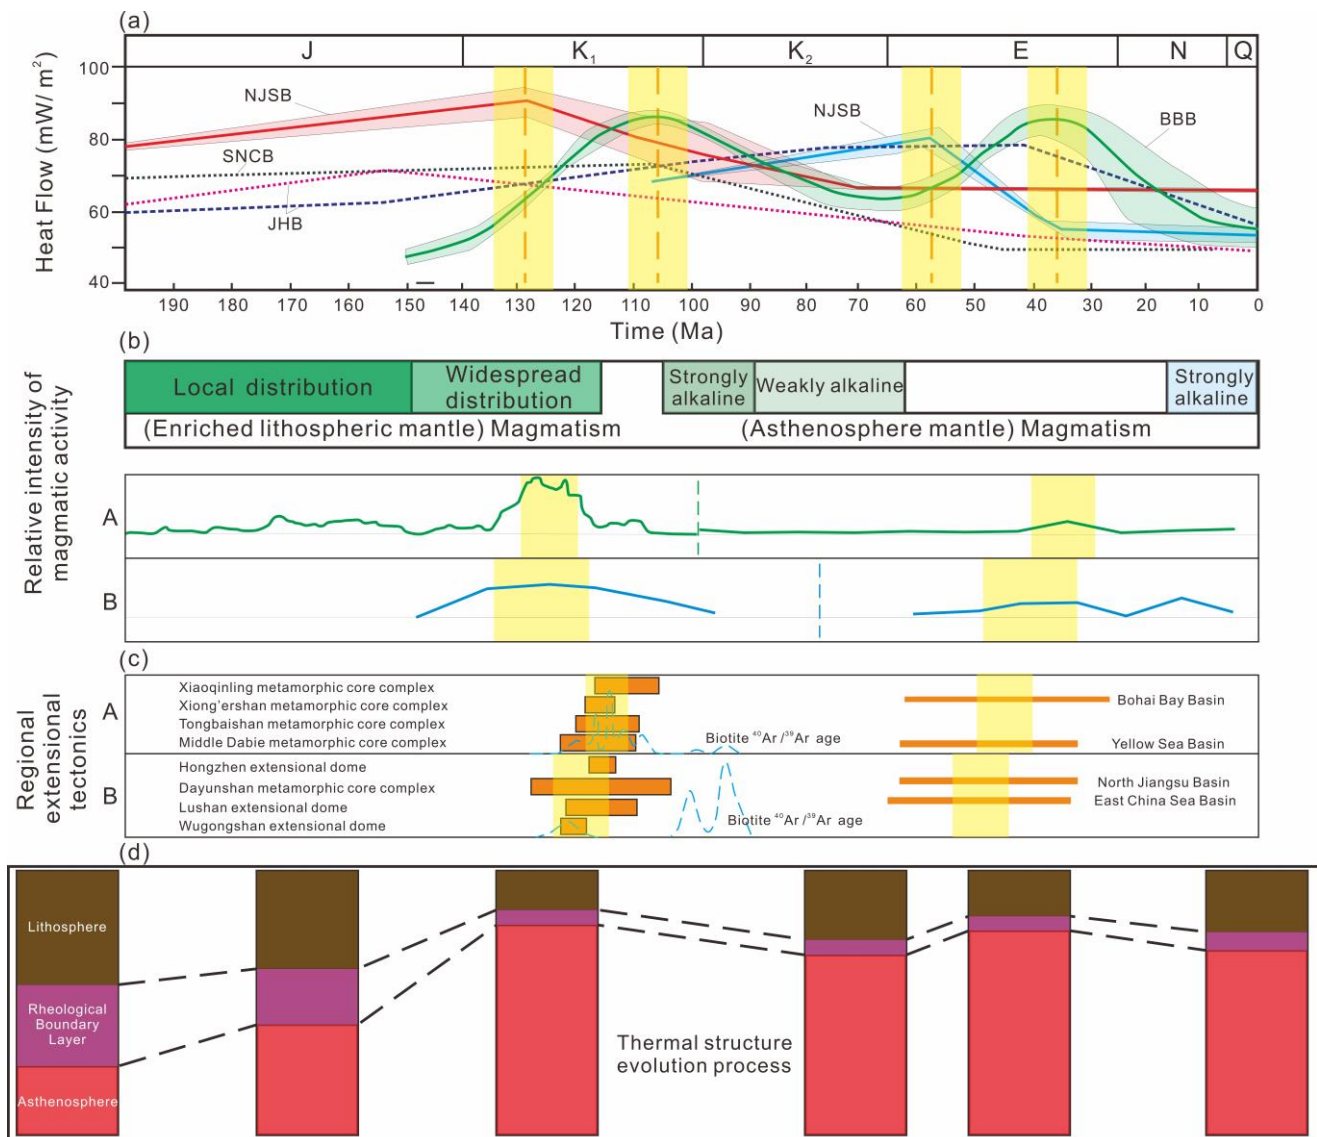 (a)
J K₁ K₂ E N Q
Heat Flow (mW/ m²)
100
80
60
40
NJSB
SNCB
JHB
NJSB
BBB
190 180 170 160 150 140 130 120 110 100 90 80 70 60 50 40 30 20 10 0
Time (Ma)
(b)
Relative intensity of
magmatic activity
Local distribution
Widespread
distribution
Strongly
alkaline
Weakly alkaline
Strongly
alkaline
(Enriched lithospheric mantle) Magmatism
(Asthenosphere mantle) Magmatism
A
B
(c)
Regional
extensional
tectonics
A
Xiaoqinling metamorphic core complex
Xiong'ershan metamorphic core complex
Tongbaishan metamorphic core complex
Middle Dabie metamorphic core complex
Biotite ⁴⁰Ar /³⁹Ar age
Bohai Bay Basin
Yellow Sea Basin
B
Hongzhen extensional dome
Dayunshan metamorphic core complex
Lushan extensional dome
Wugongshan extensional dome
Biotite ⁴⁰Ar/³⁹Ar age
North Jiangsu Basin
East China Sea Basin
(d)
Lithosphere
Rheological
Boundary
Layer
Asthenosphere
Thermal structure
evolution process